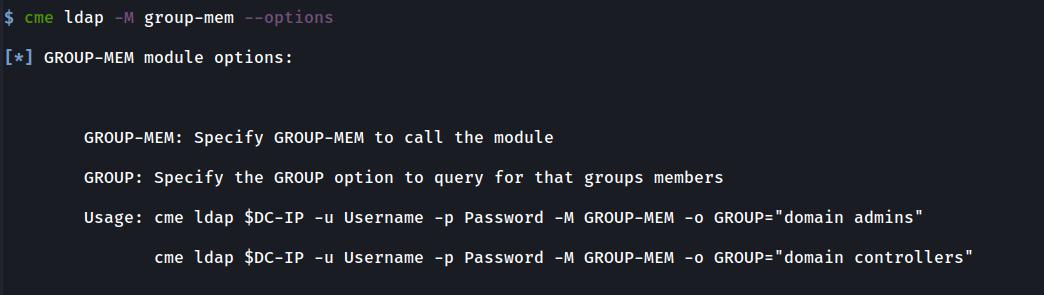 $ cme ldap -M group-mem --options
[*] GROUP-MEM module options:
GROUP-MEM: Specify GROUP-MEM to call the module
GROUP: Specify the GROUP option to query for that groups members
Usage: cme ldap $DC-IP -u Username -p Password -M GROUP-MEM -o GROUP="domain admins"
cme ldap $DC-IP -u Username -p Password -M GROUP-MEM -o GROUP="domain controllers"